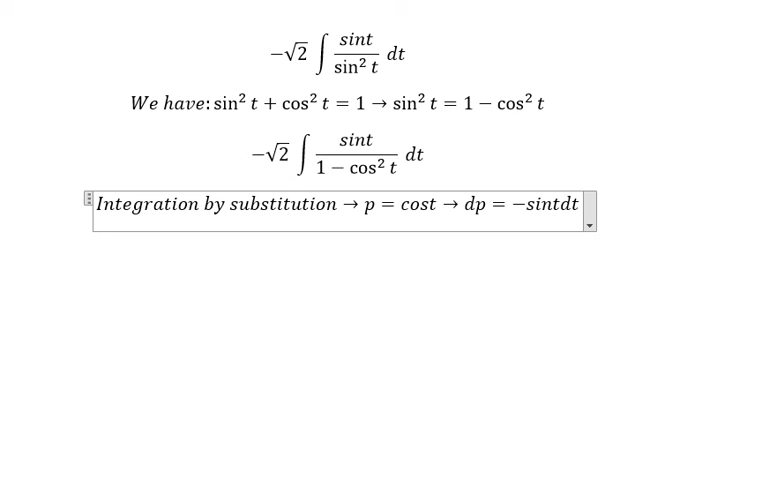 −√2 ∫ sint / sin² t dt
We have: sin² t + cos² t = 1 → sin² t = 1 − cos² t
−√2 ∫ sint / 1 − cos² t dt
Integration by substitution → p = cost → dp = −sintdt